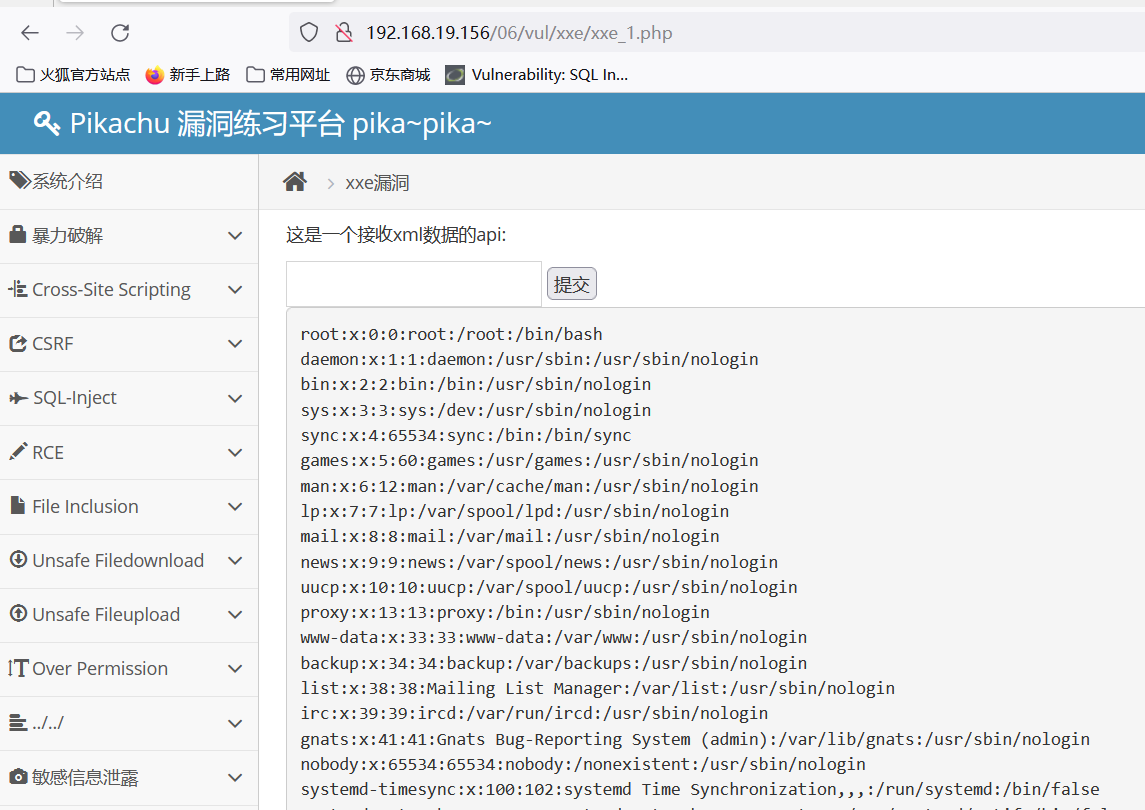 192.168.19.156/06/vul/xxe/xxe_1.php
火狐官方站点 新手上路 常用网址 京东商城 Vulnerability: SQL In...
Pikachu 漏洞练习平台 pika~pika~
系统介绍
暴力破解
Cross-Site Scripting
CSRF
SQL-Inject
RCE
File Inclusion
Unsafe Filedownload
Unsafe Fileupload
Over Permission
../../
敏感信息泄露
xxe漏洞
这是一个接收xml数据的api:
提交
root:x:0:0:root:/root:/bin/bash
daemon:x:1:1:daemon:/usr/sbin:/usr/sbin/nologin
bin:x:2:2:bin:/bin:/usr/sbin/nologin
sys:x:3:3:sys:/dev:/usr/sbin/nologin
sync:x:4:65534:sync:/bin:/bin/sync
games:x:5:60:games:/usr/games:/usr/sbin/nologin
man:x:6:12:man:/var/cache/man:/usr/sbin/nologin
lp:x:7:7:lp:/var/spool/lpd:/usr/sbin/nologin
mail:x:8:8:mail:/var/mail:/usr/sbin/nologin
news:x:9:9:news:/var/spool/news:/usr/sbin/nologin
uucp:x:10:10:uucp:/var/spool/uucp:/usr/sbin/nologin
proxy:x:13:13:proxy:/bin:/usr/sbin/nologin
www-data:x:33:33:www-data:/var/www:/usr/sbin/nologin
backup:x:34:34:backup:/var/backups:/usr/sbin/nologin
list:x:38:38:Mailing List Manager:/var/list:/usr/sbin/nologin
irc:x:39:39:ircd:/var/run/ircd:/usr/sbin/nologin
gnats:x:41:41:Gnats Bug-Reporting System (admin):/var/lib/gnats:/usr/sbin/nologin
nobody:x:65534:65534:nobody:/nonexistent:/usr/sbin/nologin
systemd-timesync:x:100:102:systemd Time Synchronization,,,:/run/systemd:/bin/false